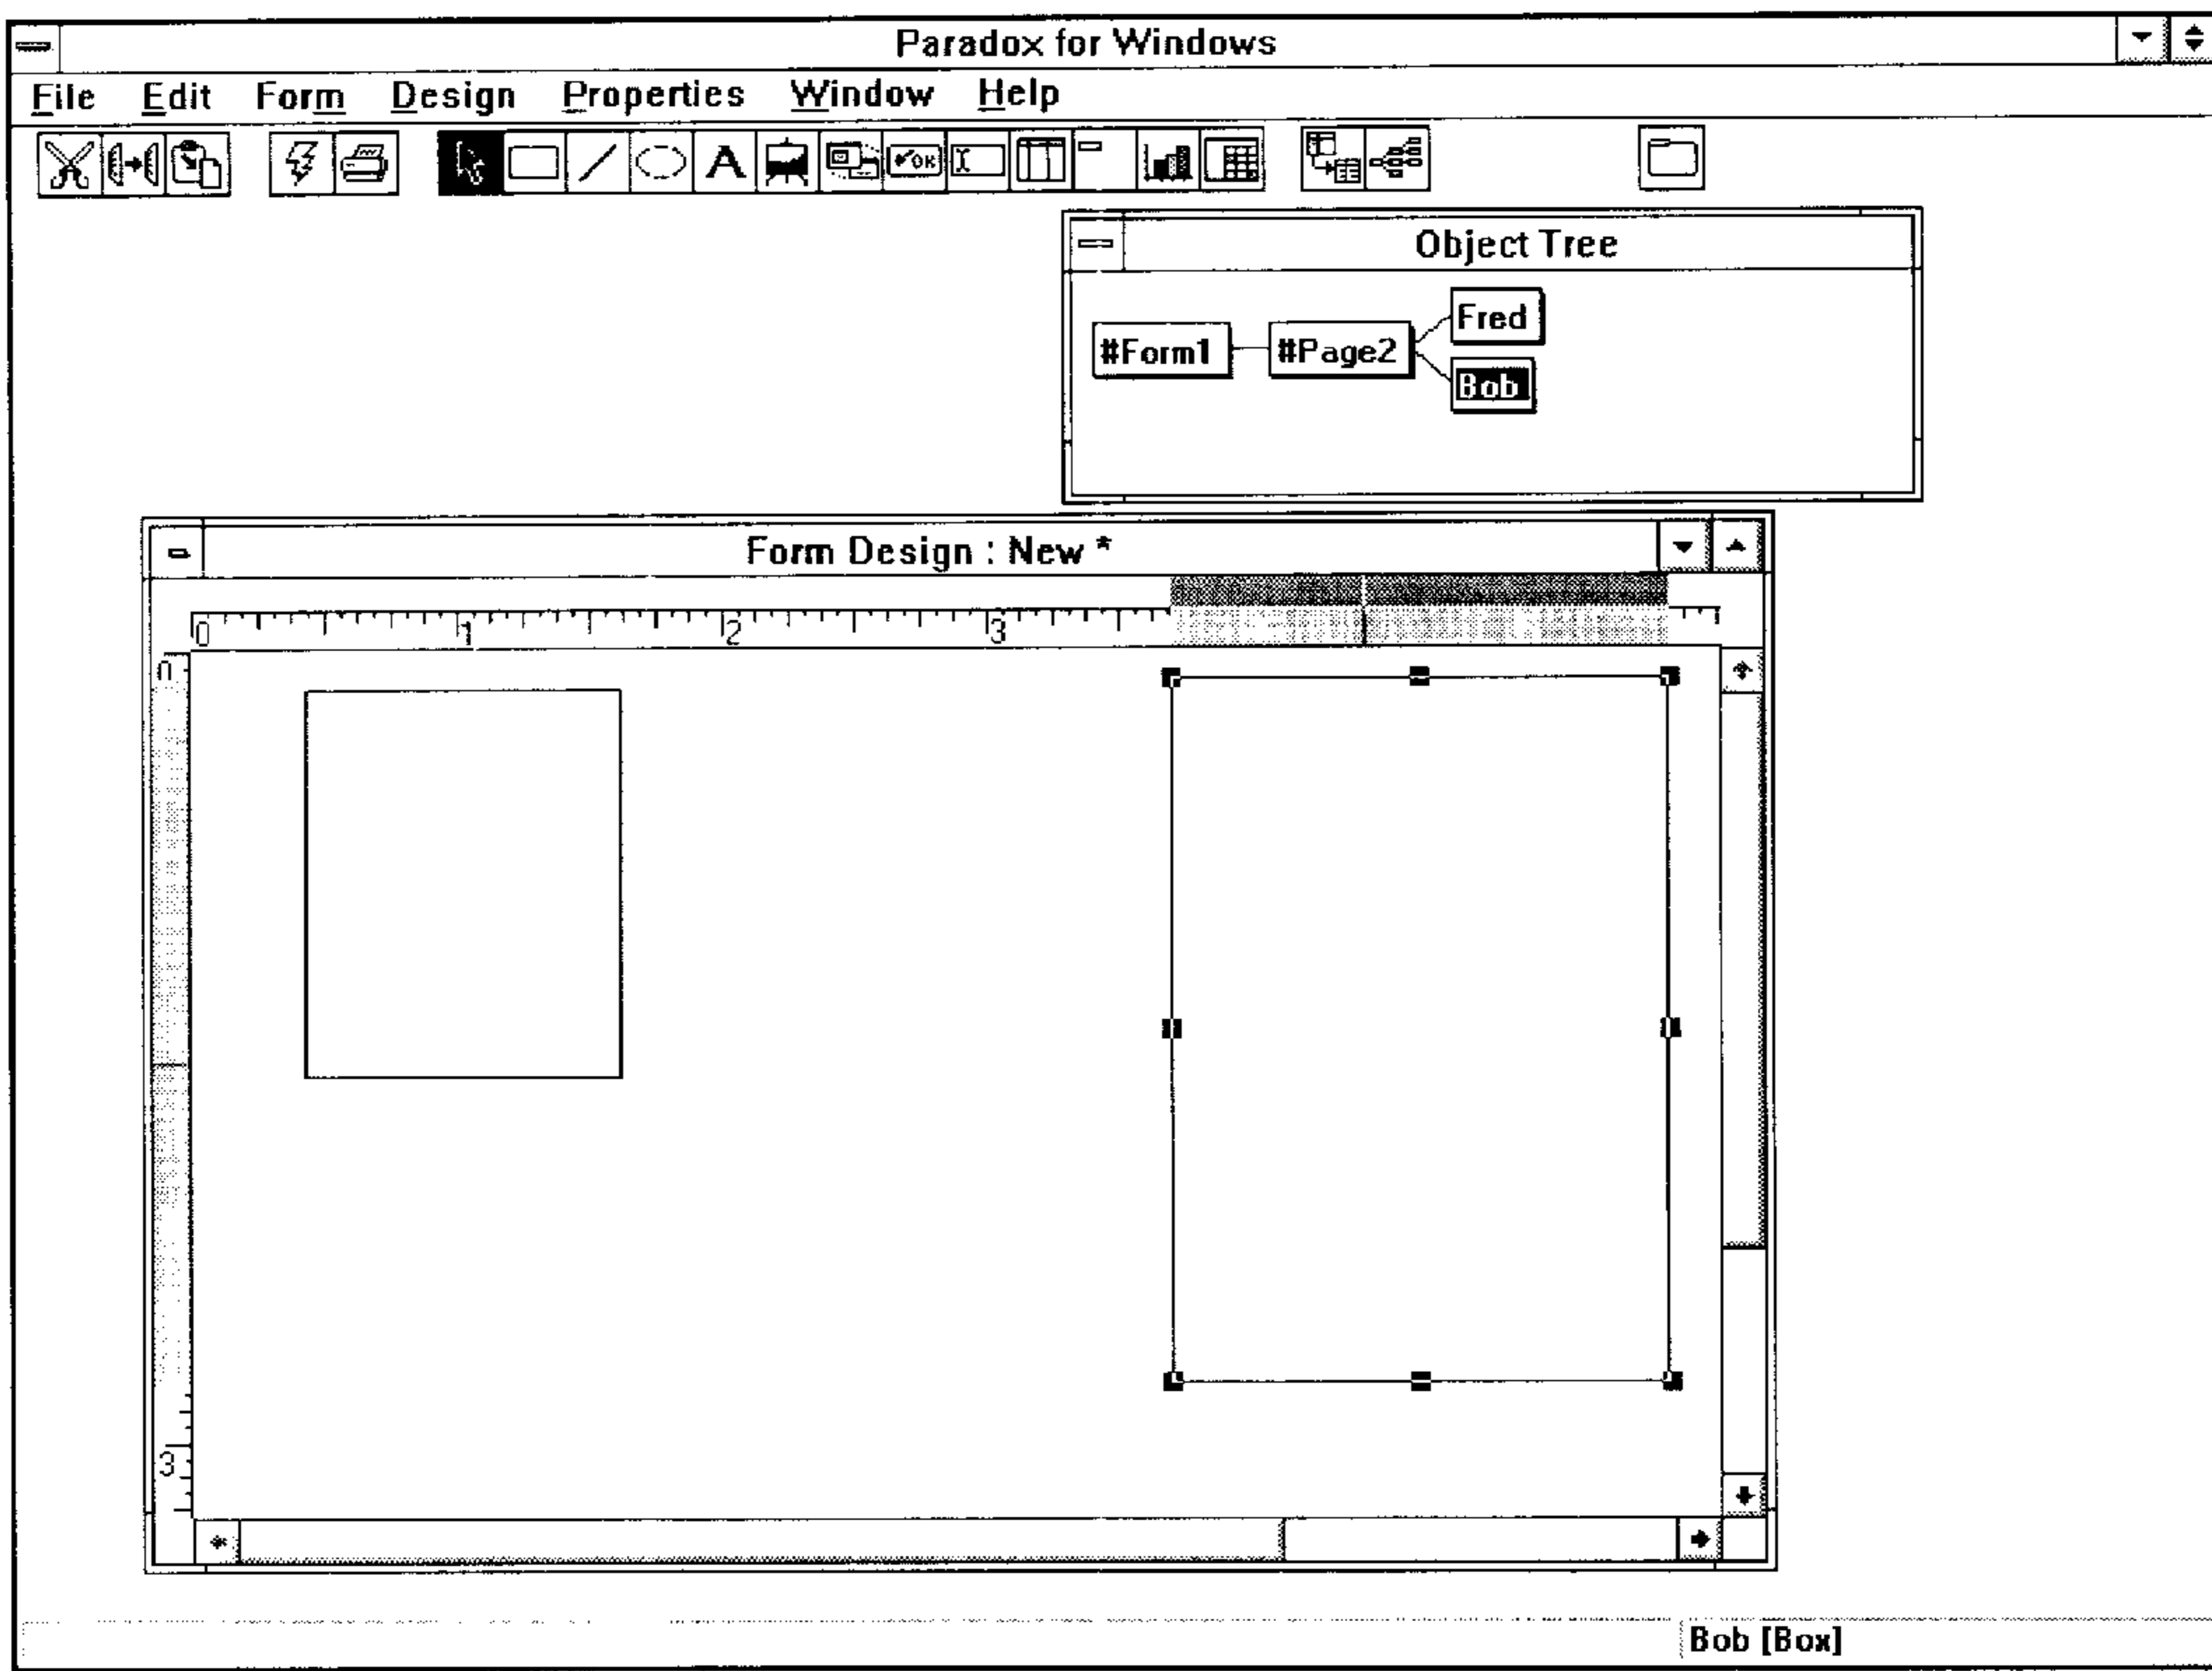 Paradox for Windows
File Edit Form Design Properties Window Help
A OK
Object Tree
Fred
#Form1 #Page2
Bob
Form Design : New *
0 1 2 3
0
3
Bob [Box]